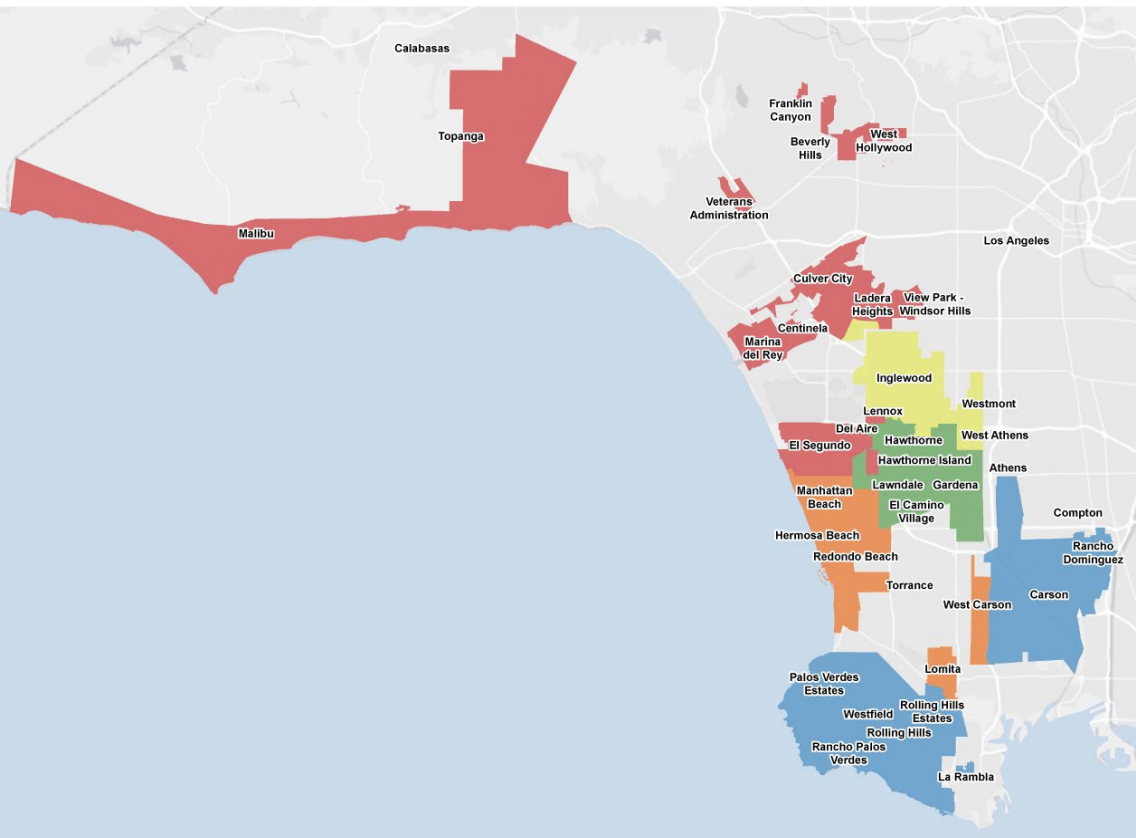 Calabasas
Franklin
Canyon
Topanga
West
Hollywood
Beverly
Hills
Veterans
Administration
Malibu
Los Angeles
Culver City
Ladera
Heights
View Park -
Windsor Hills
Centinela
Marina
del Rey
Inglewood
Westmont
Lennox
Del Aire
West Athens
Hawthorne
El Segundo
Hawthorne Island
Athens
Lawndale
Gardena
Manhattan
Beach
El Camino
Village
Compton
Hermosa Beach
Rancho
Dominguez
Redondo Beach
Torrance
Carson
West Carson
Lomita
Palos Verdes
Estates
Rolling Hills
Estates
Westfield
Rolling Hills
Rancho Palos
Verdes
La Rambla